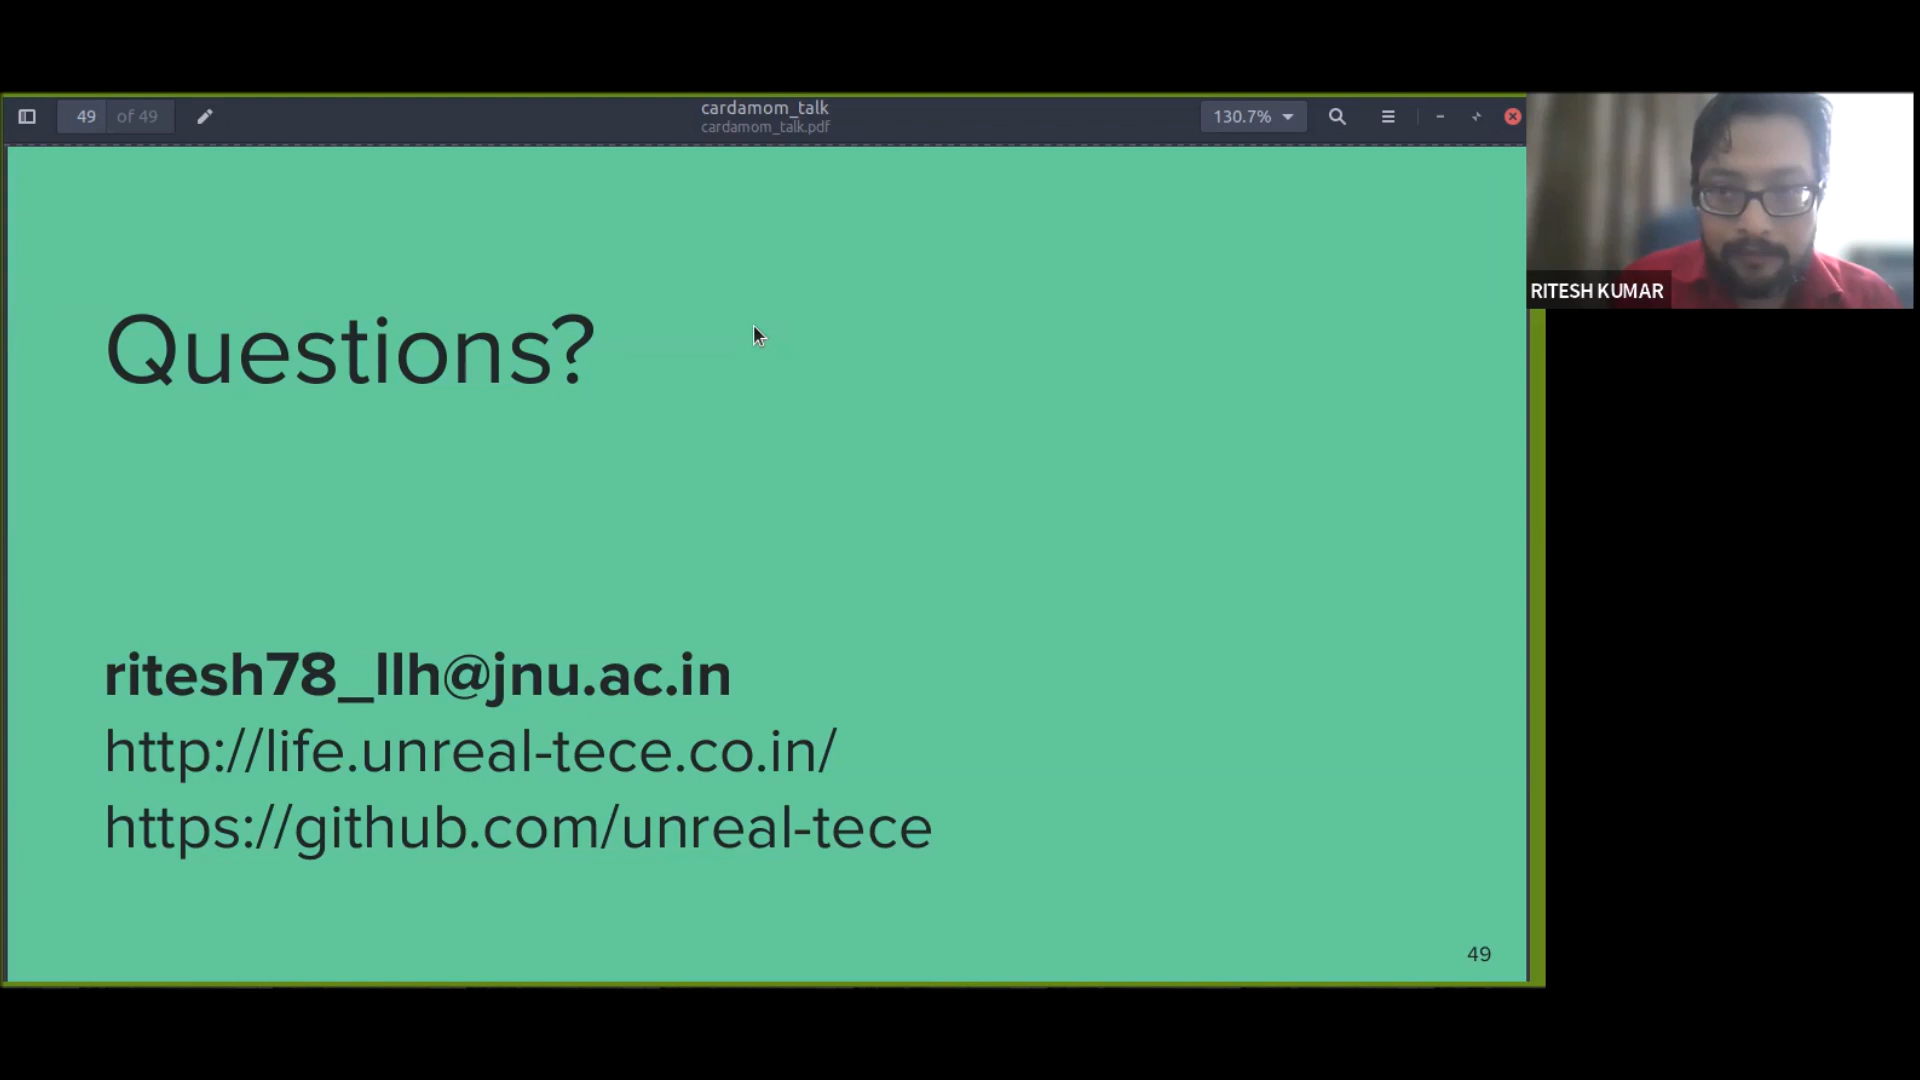 49 of 49
cardamom_talk
cardamom_talk.pdf
130.7%
RITESH KUMAR
Questions?
ritesh78_llh@jnu.ac.in
http://life.unreal-tece.co.in/
https://github.com/unreal-tece
49